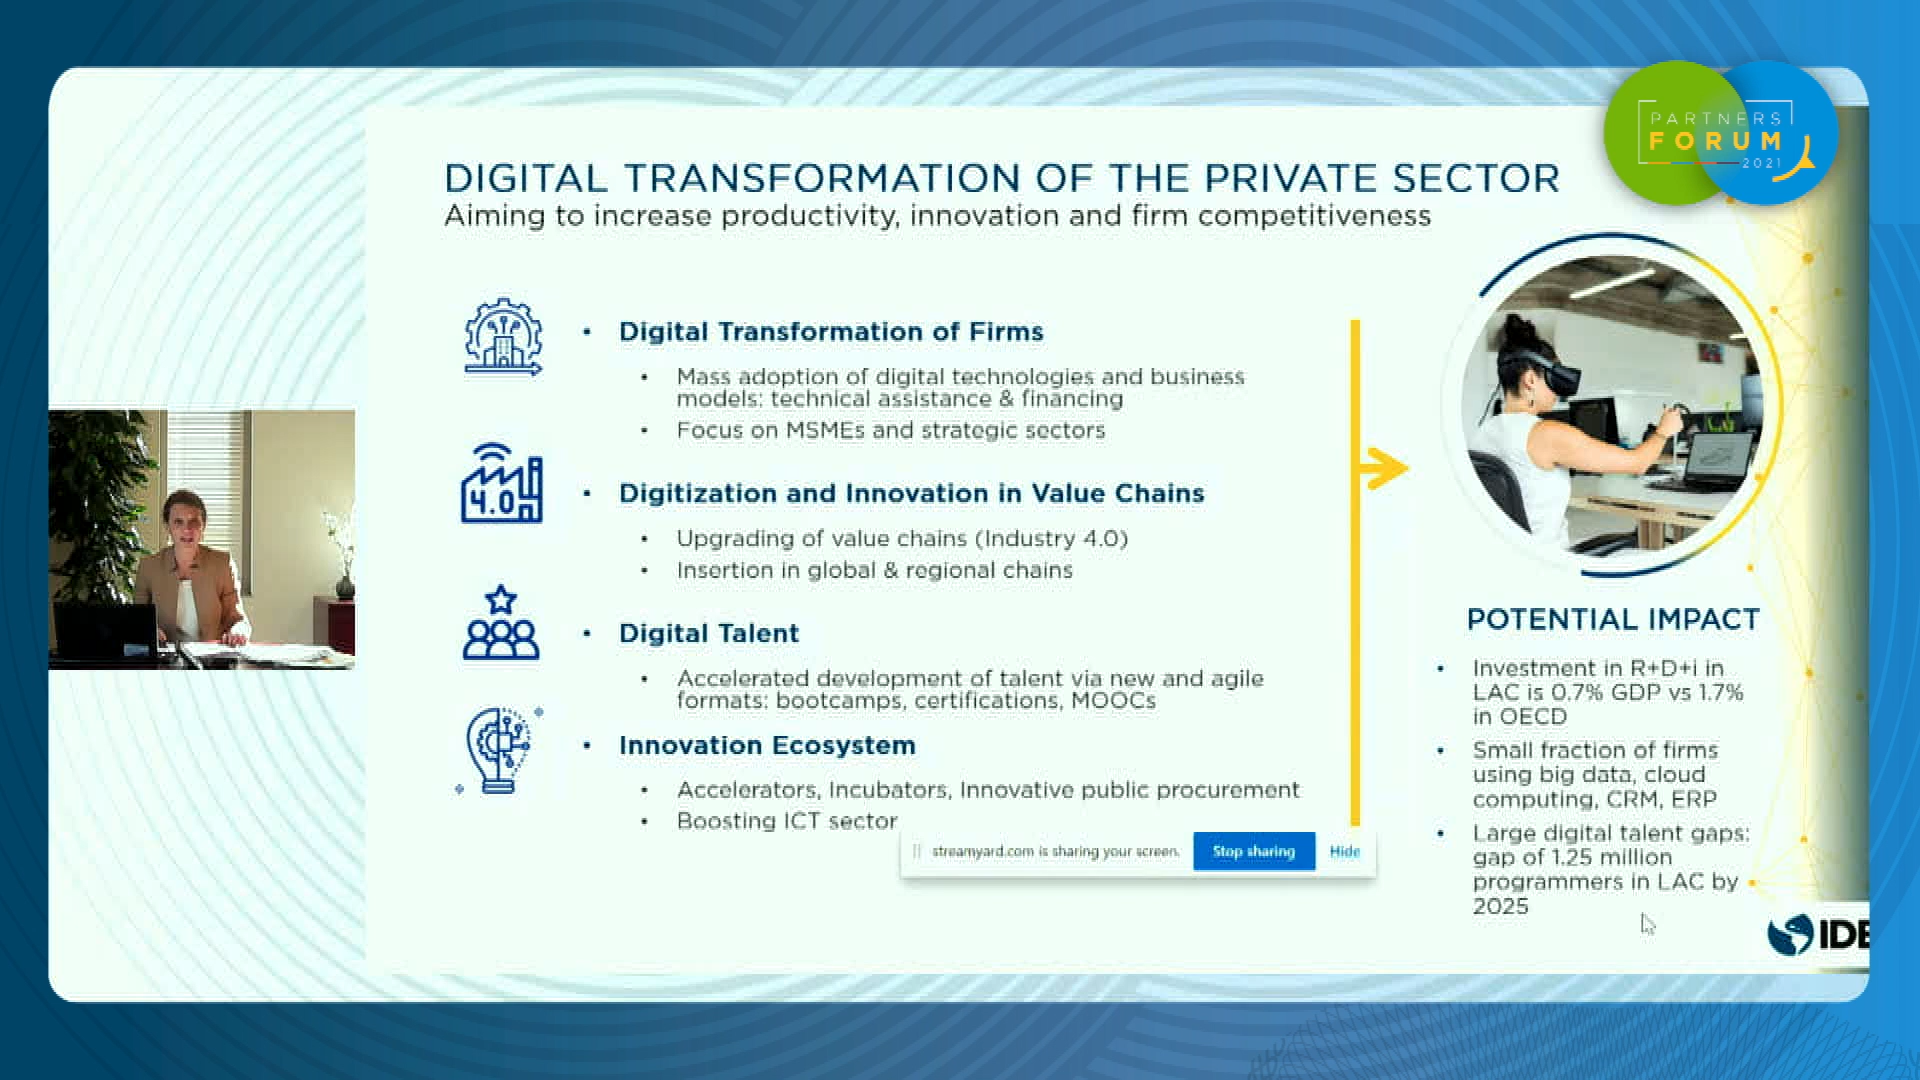 PARTNERS
FORUM
2021
DIGITAL TRANSFORMATION OF THE PRIVATE SECTOR
Aiming to increase productivity, innovation and firm competitiveness
• Digital Transformation of Firms
• Mass adoption of digital technologies and business
models: technical assistance & financing
• Focus on MSMEs and strategic sectors
4.0
• Digitization and Innovation in Value Chains
• Upgrading of value chains (Industry 4.0)
• Insertion in global & regional chains
• Digital Talent
• Accelerated development of talent via new and agile
formats: bootcamps, certifications, MOOCs
• Innovation Ecosystem
• Accelerators, Incubators, Innovative public procurement
• Boosting ICT sector
streamyard.com is sharing your screen. Stop sharing Hide
POTENTIAL IMPACT
• Investment in R+D+i in
LAC is 0.7% GDP vs 1.7%
in OECD
• Small fraction of firms
using big data, cloud
computing, CRM, ERP
• Large digital talent gaps:
gap of 1.25 million
programmers in LAC by
2025